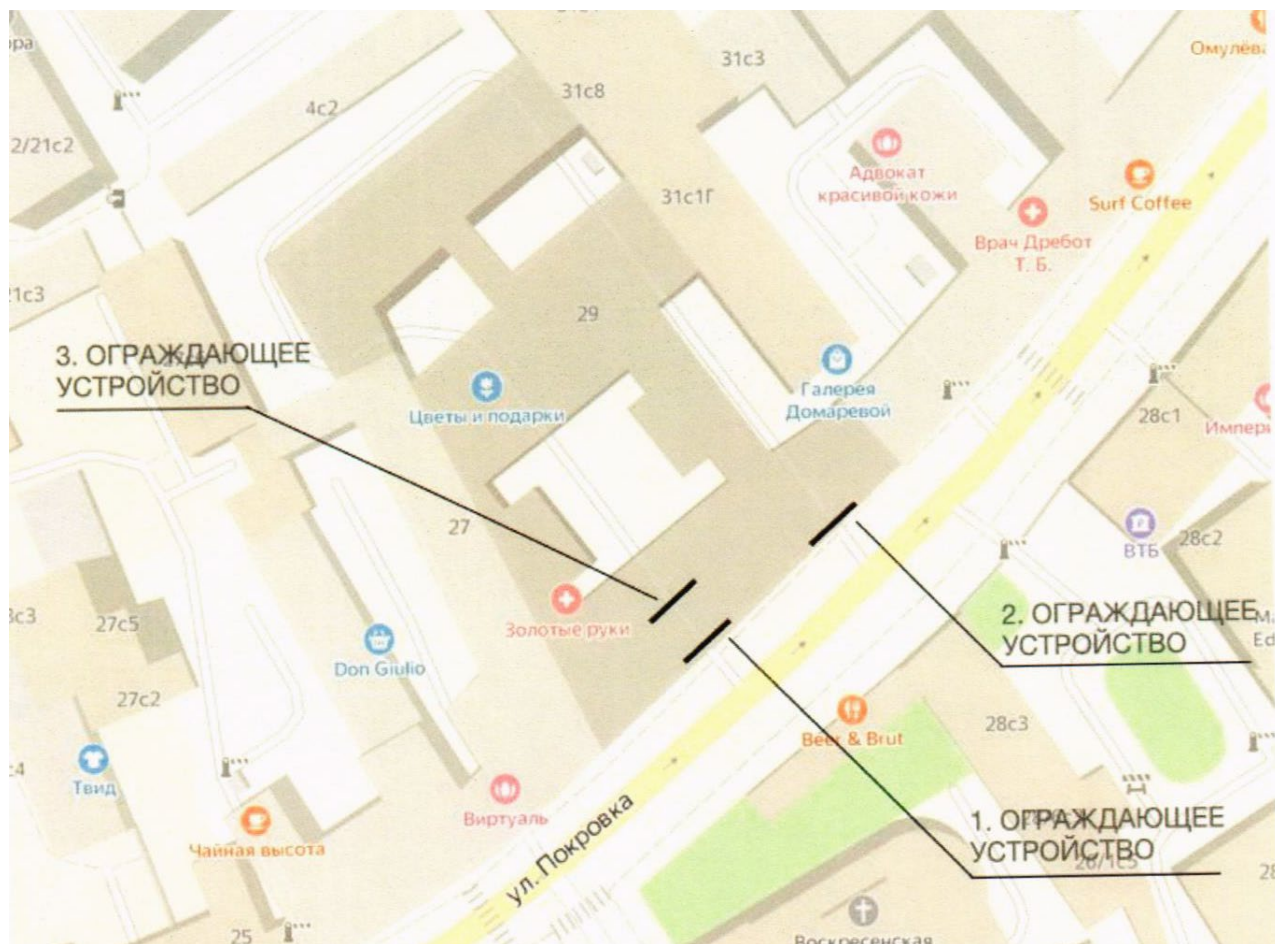 31с3
Омулёва
31с8
4с2
2/21с2
Адвокат
красивой кожи
31с1Г
Surf Coffee
Врач Дребот
Т. Б.
29
3. ОГРАЖДАЮЩЕЕ
УСТРОЙСТВО
Галерея
Домаревой
Цветы и подарки
28с1
27
ВТБ
28с2
2. ОГРАЖДАЮЩЕЕ
УСТРОЙСТВО
27с5
Золотые руки
Don Giulio
27с2
28с3
Beer & Brut
Твид
Виртуаль
ул. Покровка
1. ОГРАЖДАЮЩЕЕ
УСТРОЙСТВО
Чайная высота
26/1с5
25
Воскресенская